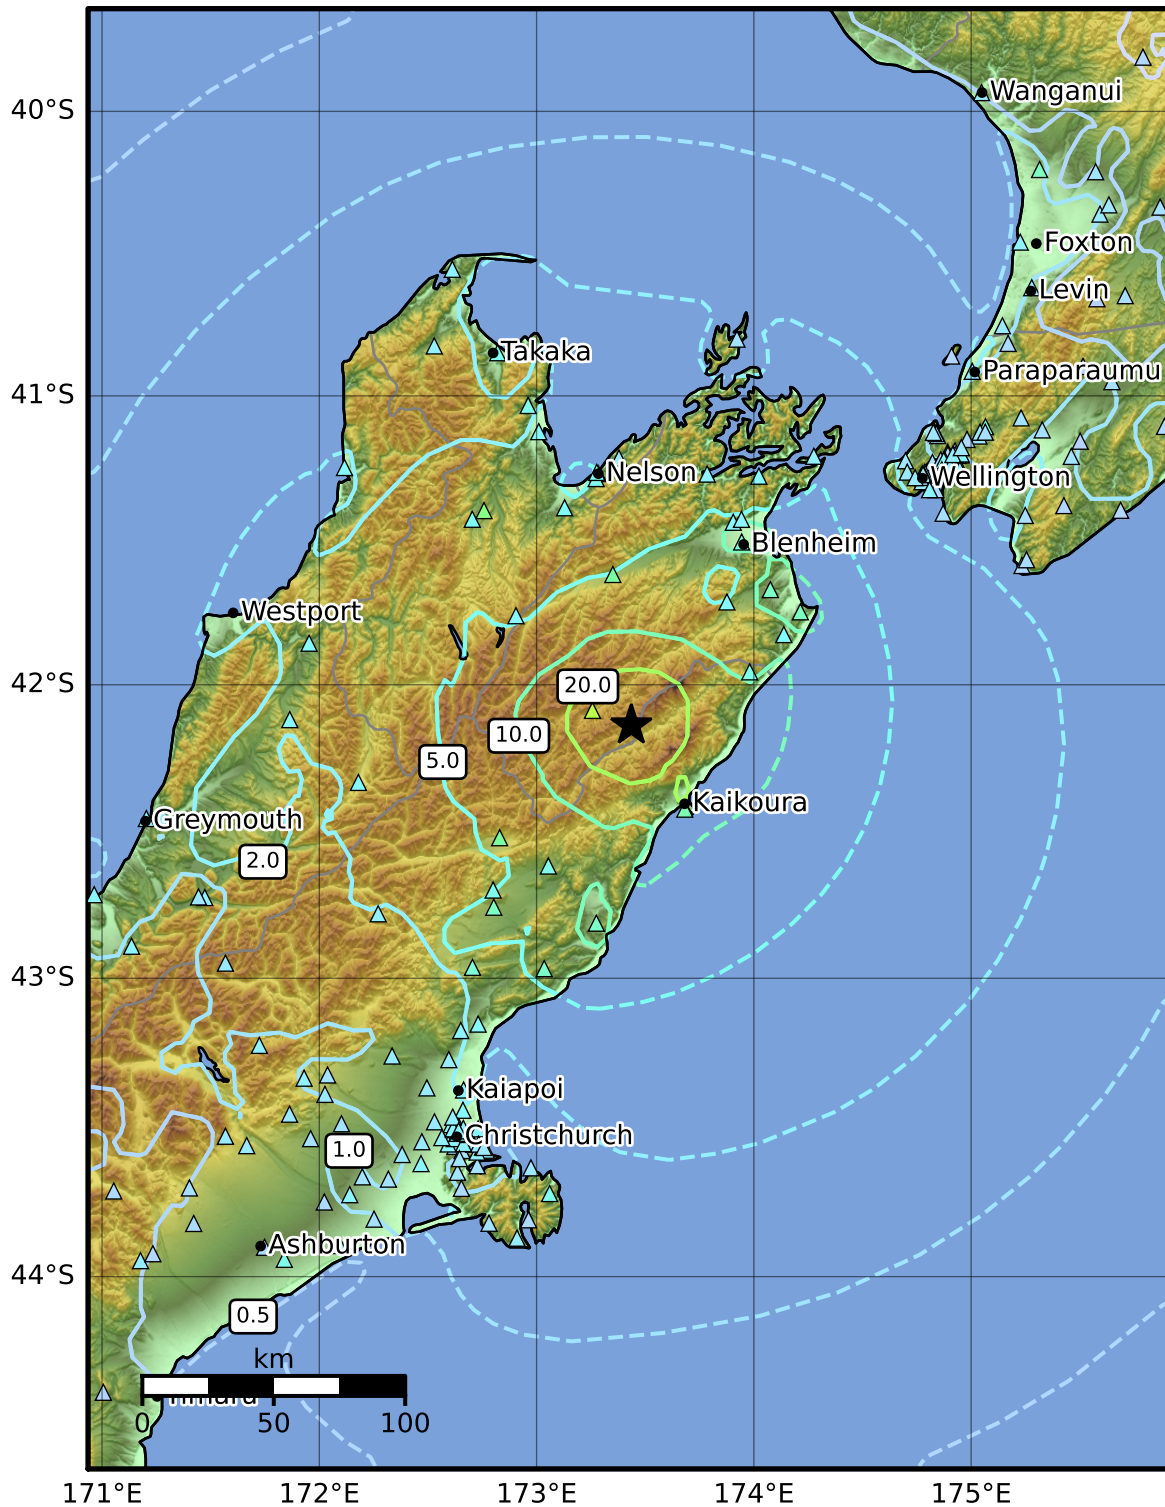 Wanganui
40°S
Foxton
Levin
Takaka
Paraparaumu
41°S
Nelson
Wellington
Blenheim
Westport
42°S
20.0
10.0
5.0
Kaikoura
Greymouth
2.0
43°S
Kaiapoi
Christchurch
1.0
Ashburton
44°S
0.5
km
0 50 100
171°E 172°E 173°E 174°E 175°E